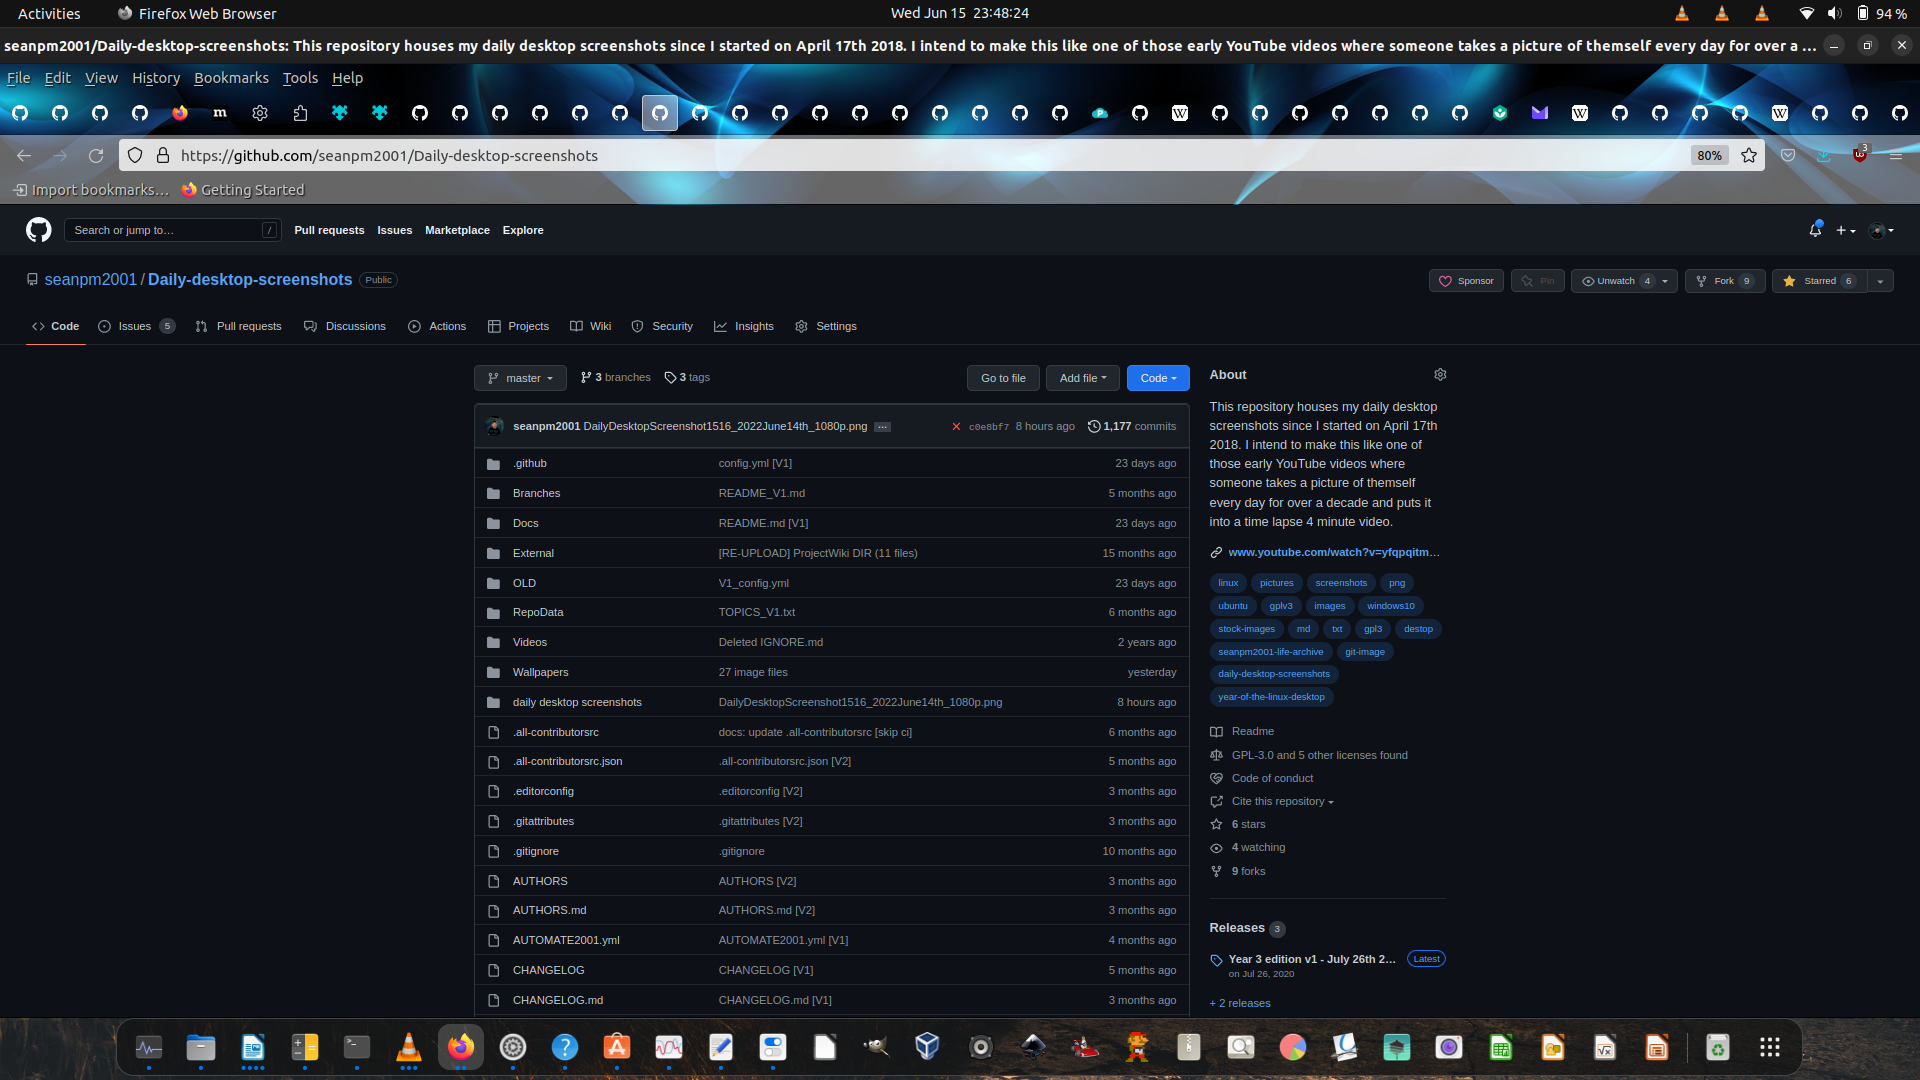 Activities
Firefox Web Browser
Wed Jun 15 23:48:24
94 %
seanpm2001/Daily-desktop-screenshots: This repository houses my daily desktop screenshots since I started on April 17th 2018. I intend to make this like one of those early YouTube videos where someone takes a picture of themself every day for over a ...
File Edit View History Bookmarks Tools Help
https://github.com/seanpm2001/Daily-desktop-screenshots
80%
3
Import bookmarks...
Getting Started
Search or jump to...
/
Pull requests Issues Marketplace Explore
seanpm2001 / Daily-desktop-screenshots Public
Sponsor
Pin
Unwatch 4
Fork 9
Starred 6
Code
Issues 5
Pull requests
Discussions
Actions
Projects
Wiki
Security
Insights
Settings
master
3 branches
3 tags
Go to file
Add file
Code
seanpm2001 DailyDesktopScreenshot1516_2022June14th_1080p.png ...
c0e8bf7 8 hours ago
1,177 commits
.github config.yml [V1] 23 days ago
Branches README_V1.md 5 months ago
Docs README.md [V1] 23 days ago
External [RE-UPLOAD] ProjectWiki DIR (11 files) 15 months ago
OLD V1_config.yml 23 days ago
RepoData TOPICS_V1.txt 6 months ago
Videos Deleted IGNORE.md 2 years ago
Wallpapers 27 image files yesterday
daily desktop screenshots DailyDesktopScreenshot1516_2022June14th_1080p.png 8 hours ago
.all-contributorsrc docs: update .all-contributorsrc [skip ci] 6 months ago
.all-contributorsrc.json .all-contributorsrc.json [V2] 5 months ago
.editorconfig .editorconfig [V2] 3 months ago
.gitattributes .gitattributes [V2] 3 months ago
.gitignore .gitignore 10 months ago
AUTHORS AUTHORS [V2] 3 months ago
AUTHORS.md AUTHORS.md [V2] 3 months ago
AUTOMATE2001.yml AUTOMATE2001.yml [V1] 4 months ago
CHANGELOG CHANGELOG [V1] 5 months ago
CHANGELOG.md CHANGELOG.md [V1] 3 months ago
About
This repository houses my daily desktop
screenshots since I started on April 17th
2018. I intend to make this like one of
those early YouTube videos where
someone takes a picture of themself
every day for over a decade and puts it
into a time lapse 4 minute video.
www.youtube.com/watch?v=yfqpqitm...
linux pictures screenshots png
ubuntu gplv3 images windows10
stock-images md txt gpl3 destop
seanpm2001-life-archive git-image
daily-desktop-screenshots
year-of-the-linux-desktop
Readme
GPL-3.0 and 5 other licenses found
Code of conduct
Cite this repository
6 stars
4 watching
9 forks
Releases 3
Year 3 edition v1 - July 26th 2... Latest
on Jul 26, 2020
+ 2 releases